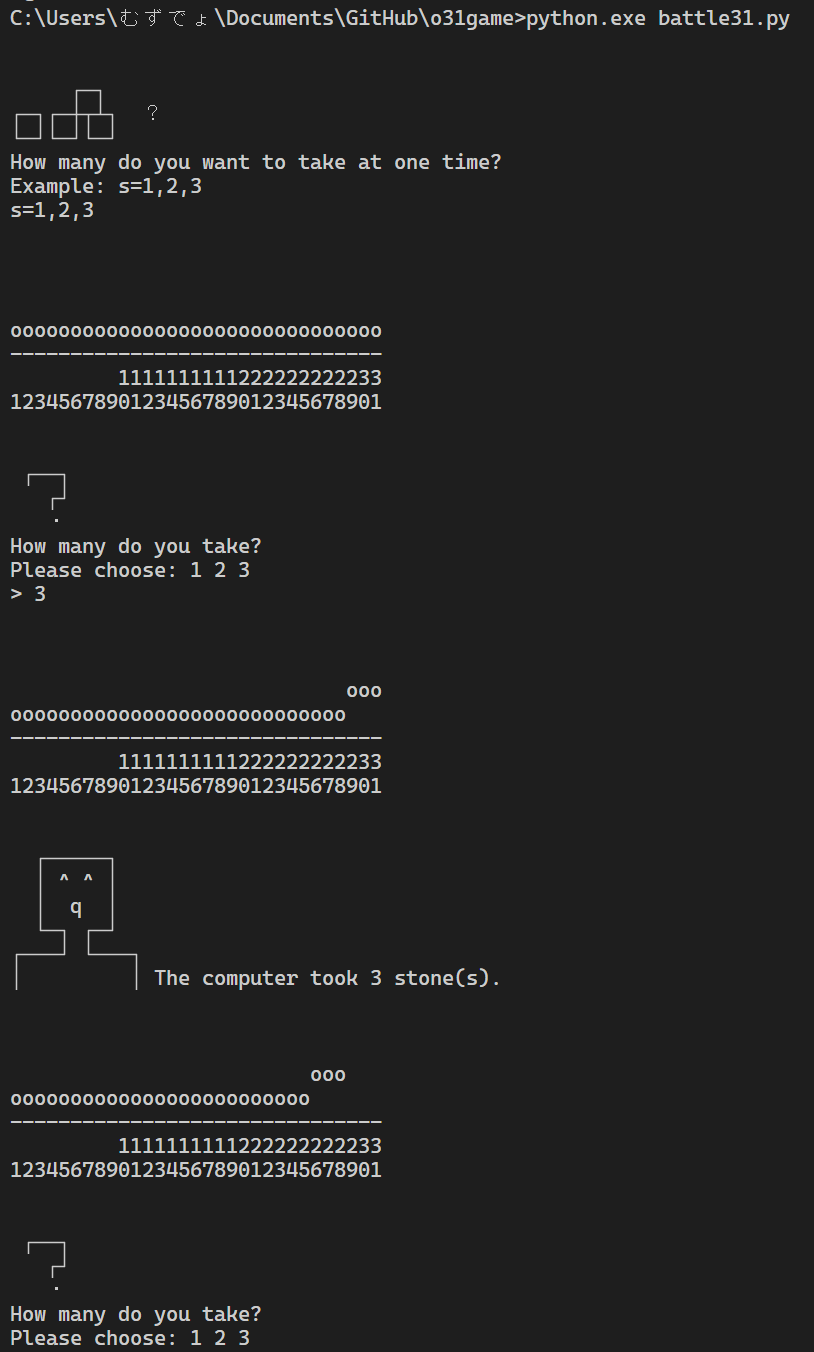 C:\Users\むずでょ\Documents\GitHub\o31game>python.exe battle31.py
?
How many do you want to take at one time?
Example: s=1,2,3
s=1,2,3
ooooooooooooooooooooooooooooooo
-------------------------------
         1111111111222222222233
1234567890123456789012345678901
How many do you take?
Please choose: 1 2 3
> 3
                            ooo
oooooooooooooooooooooooooooo
-------------------------------
         1111111111222222222233
1234567890123456789012345678901
^ ^
q
The computer took 3 stone(s).
                         ooo
ooooooooooooooooooooooooo
-------------------------------
         1111111111222222222233
1234567890123456789012345678901
How many do you take?
Please choose: 1 2 3